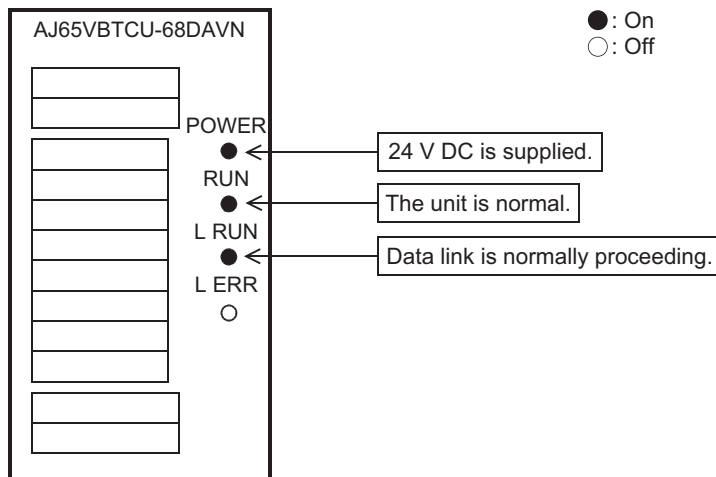 AJ65VBTCU-68DAVN
: On
: Off
POWER
24 V DC is supplied.
RUN
The unit is normal.
L RUN
Data link is normally proceeding.
L ERR